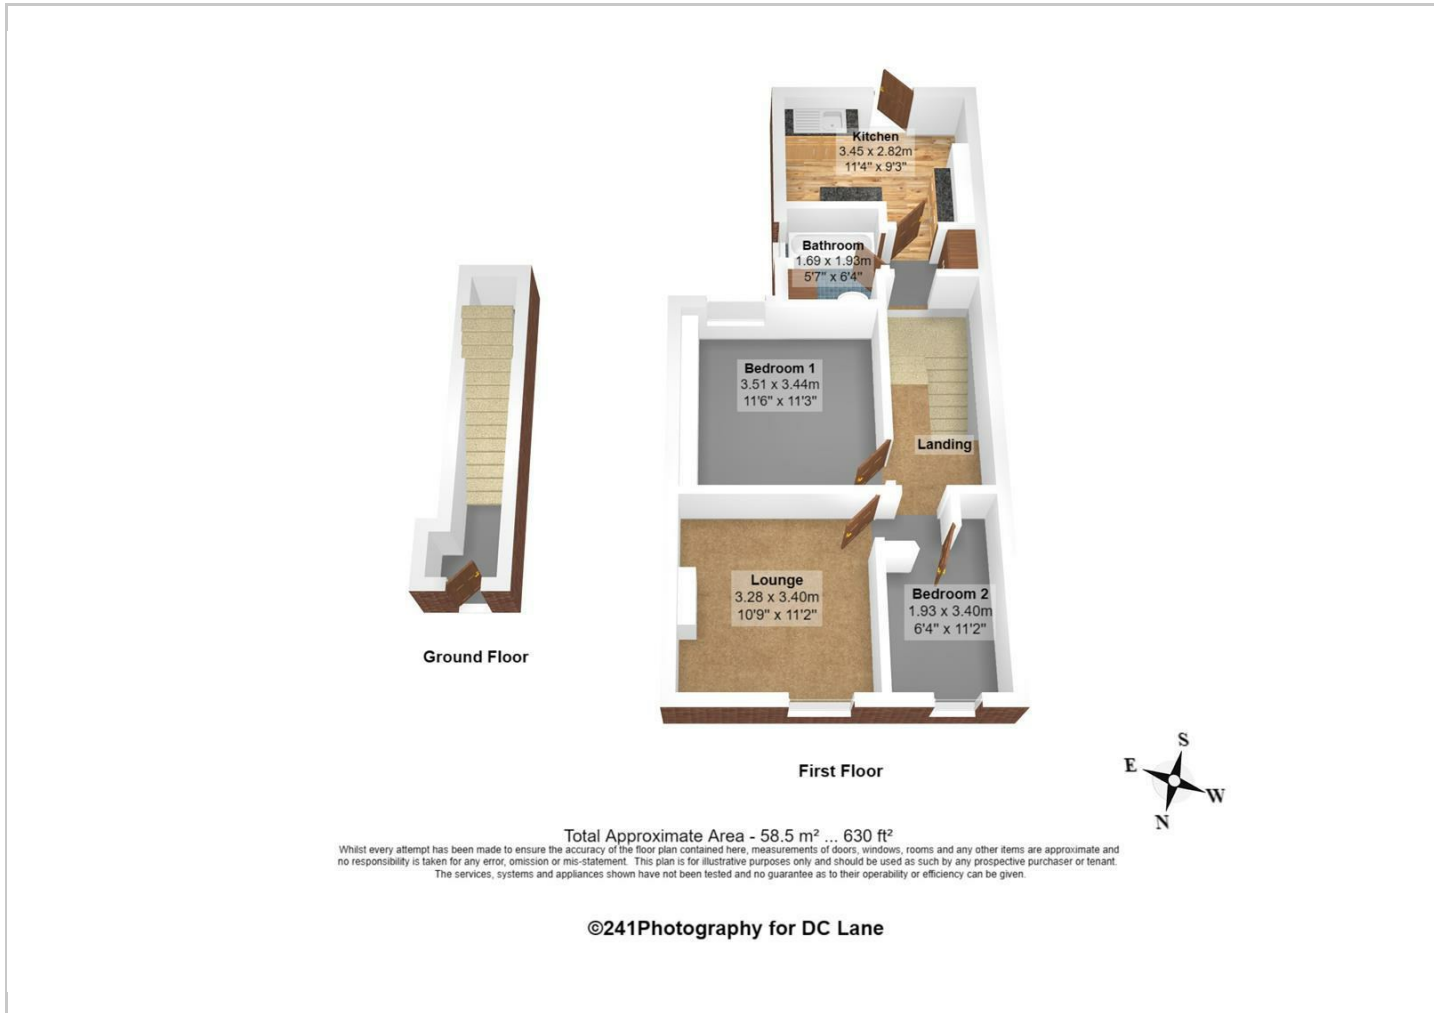 Kitchen
3.45 x 2.82m
11'4" x 9'3"
Bathroom
1.69 x 1.93m
5'7" x 6'4"
Bedroom 1
3.51 x 3.44m
11'6" x 11'3"
Landing
Lounge
3.28 x 3.40m
10'9" x 11'2"
Bedroom 2
1.93 x 3.40m
6'4" x 11'2"
Ground Floor
First Floor
S
E
W
N
Total Approximate Area - 58.5 m² ... 630 ft²
Whilst every attempt has been made to ensure the accuracy of the floor plan contained here, measurements of doors, windows, rooms and any other items are approximate and
no responsibility is taken for any error, omission or mis-statement. This plan is for illustrative purposes only and should be used as such by any prospective purchaser or tenant.
The services, systems and appliances shown have not been tested and no guarantee as to their operability or efficiency can be given.
©241Photography for DC Lane